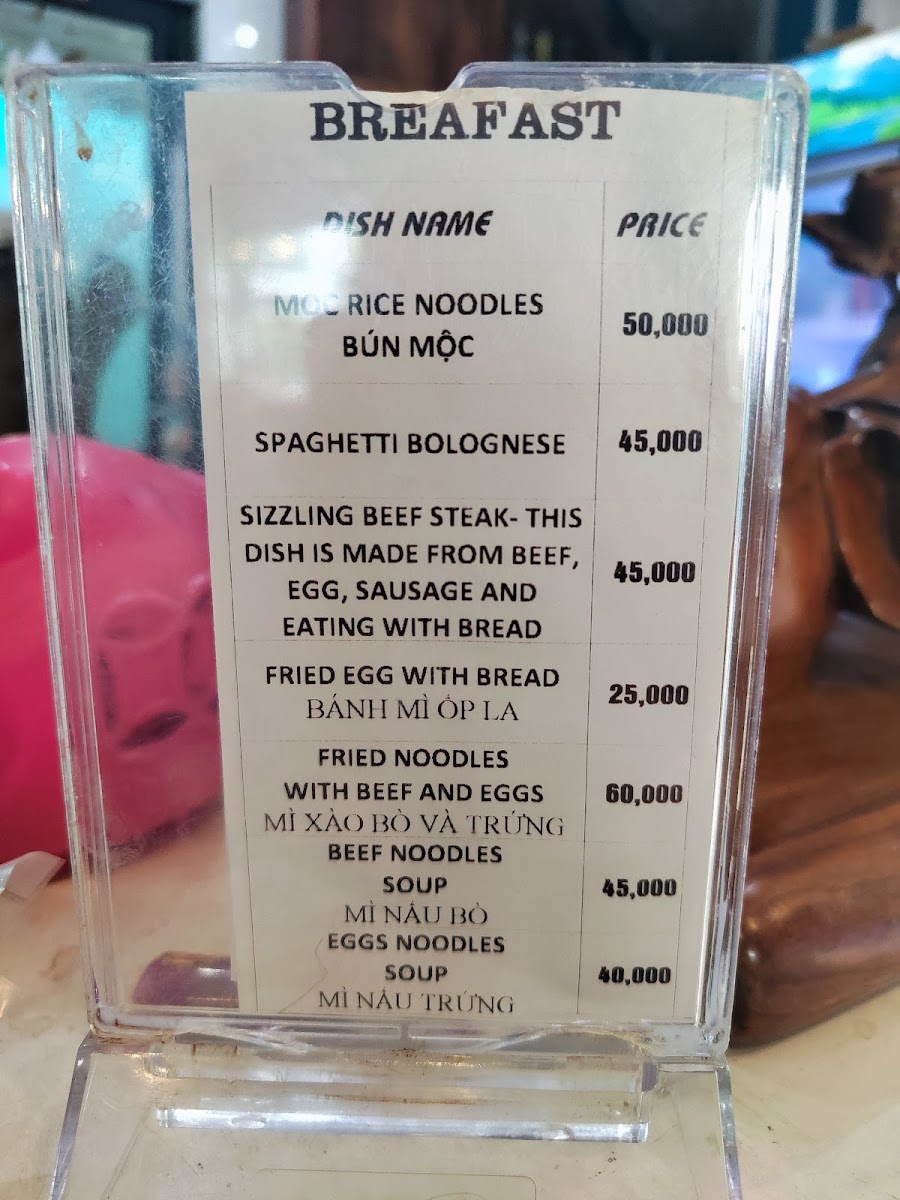 BREAFAST
DISH NAME PRICE
MỌC RICE NOODLES
BÚN MỘC
50,000
SPAGHETTI BOLOGNESE 45,000
SIZZLING BEEF STEAK- THIS
DISH IS MADE FROM BEEF,
EGG, SAUSAGE AND
EATING WITH BREAD
45,000
FRIED EGG WITH BREAD
BÁNH MÌ ỐP LA
25,000
FRIED NOODLES
WITH BEEF AND EGGS
MÌ XÀO BÒ VÀ TRỨNG
60,000
BEEF NOODLES
SOUP
MÌ NẤU BÒ
45,000
EGGS NOODLES
SOUP
MÌ NẤU TRỨNG
40,000